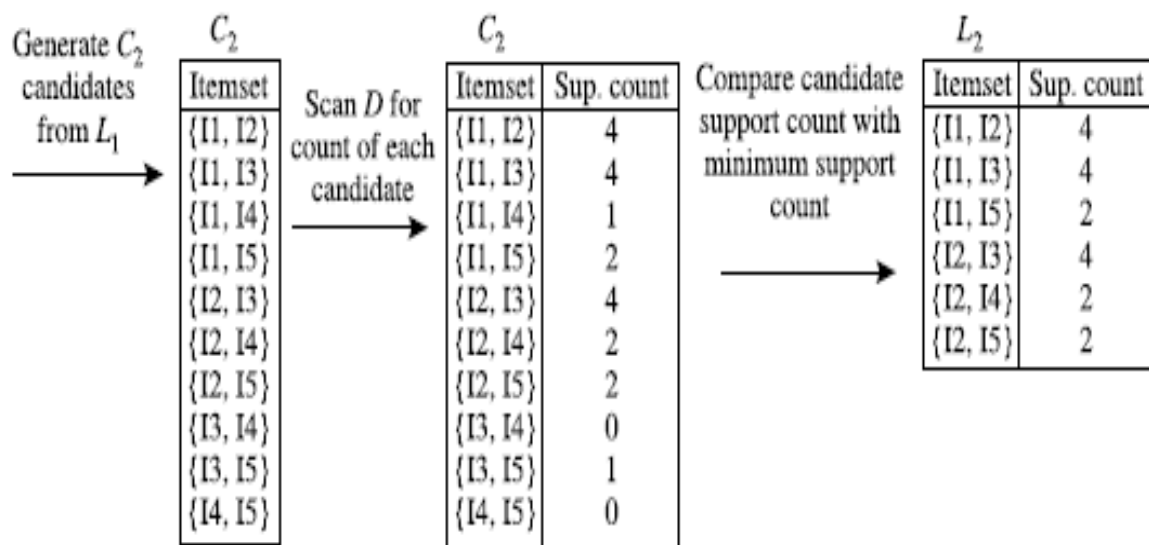 Generate C2
candidates
from L1
C2
Itemset
{I1, I2}
{I1, I3}
{I1, I4}
{I1, I5}
{I2, I3}
{I2, I4}
{I2, I5}
{I3, I4}
{I3, I5}
{I4, I5}
Scan D for
count of each
candidate
C2
Itemset Sup. count
{I1, I2} 4
{I1, I3} 4
{I1, I4} 1
{I1, I5} 2
{I2, I3} 4
{I2, I4} 2
{I2, I5} 2
{I3, I4} 0
{I3, I5} 1
{I4, I5} 0
Compare candidate
support count with
minimum support
count
L2
Itemset Sup. count
{I1, I2} 4
{I1, I3} 4
{I1, I5} 2
{I2, I3} 4
{I2, I4} 2
{I2, I5} 2